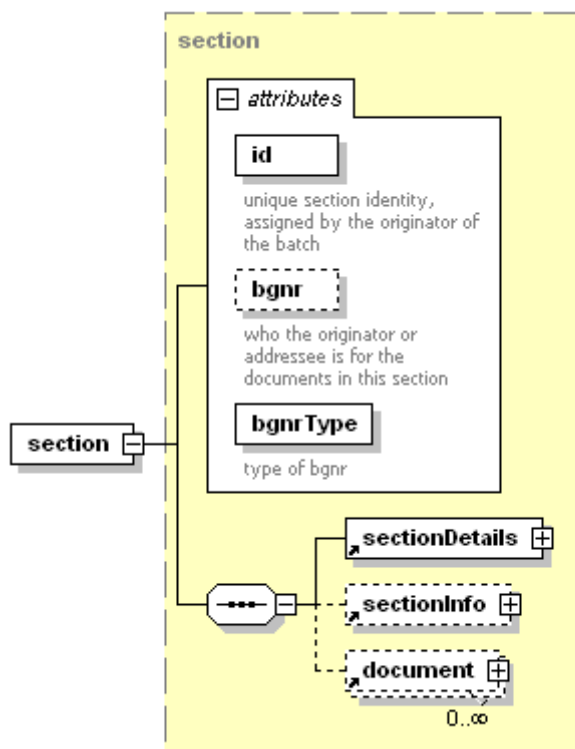 section
attributes
id
unique section identity,
assigned by the originator of
the batch
bgnr
who the originator or
addressee is for the
documents in this section
bgnrType
type of bgnr
section
sectionDetails
sectionInfo
document
0..∞